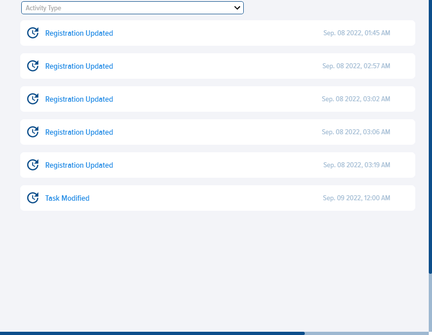 Activity Type
Registration Updated Sep. 08 2022, 01:45 AM
Registration Updated Sep. 08 2022, 02:57 AM
Registration Updated Sep. 08 2022, 03:02 AM
Registration Updated Sep. 08 2022, 03:06 AM
Registration Updated Sep. 08 2022, 03:19 AM
Task Modified Sep. 09 2022, 12:00 AM